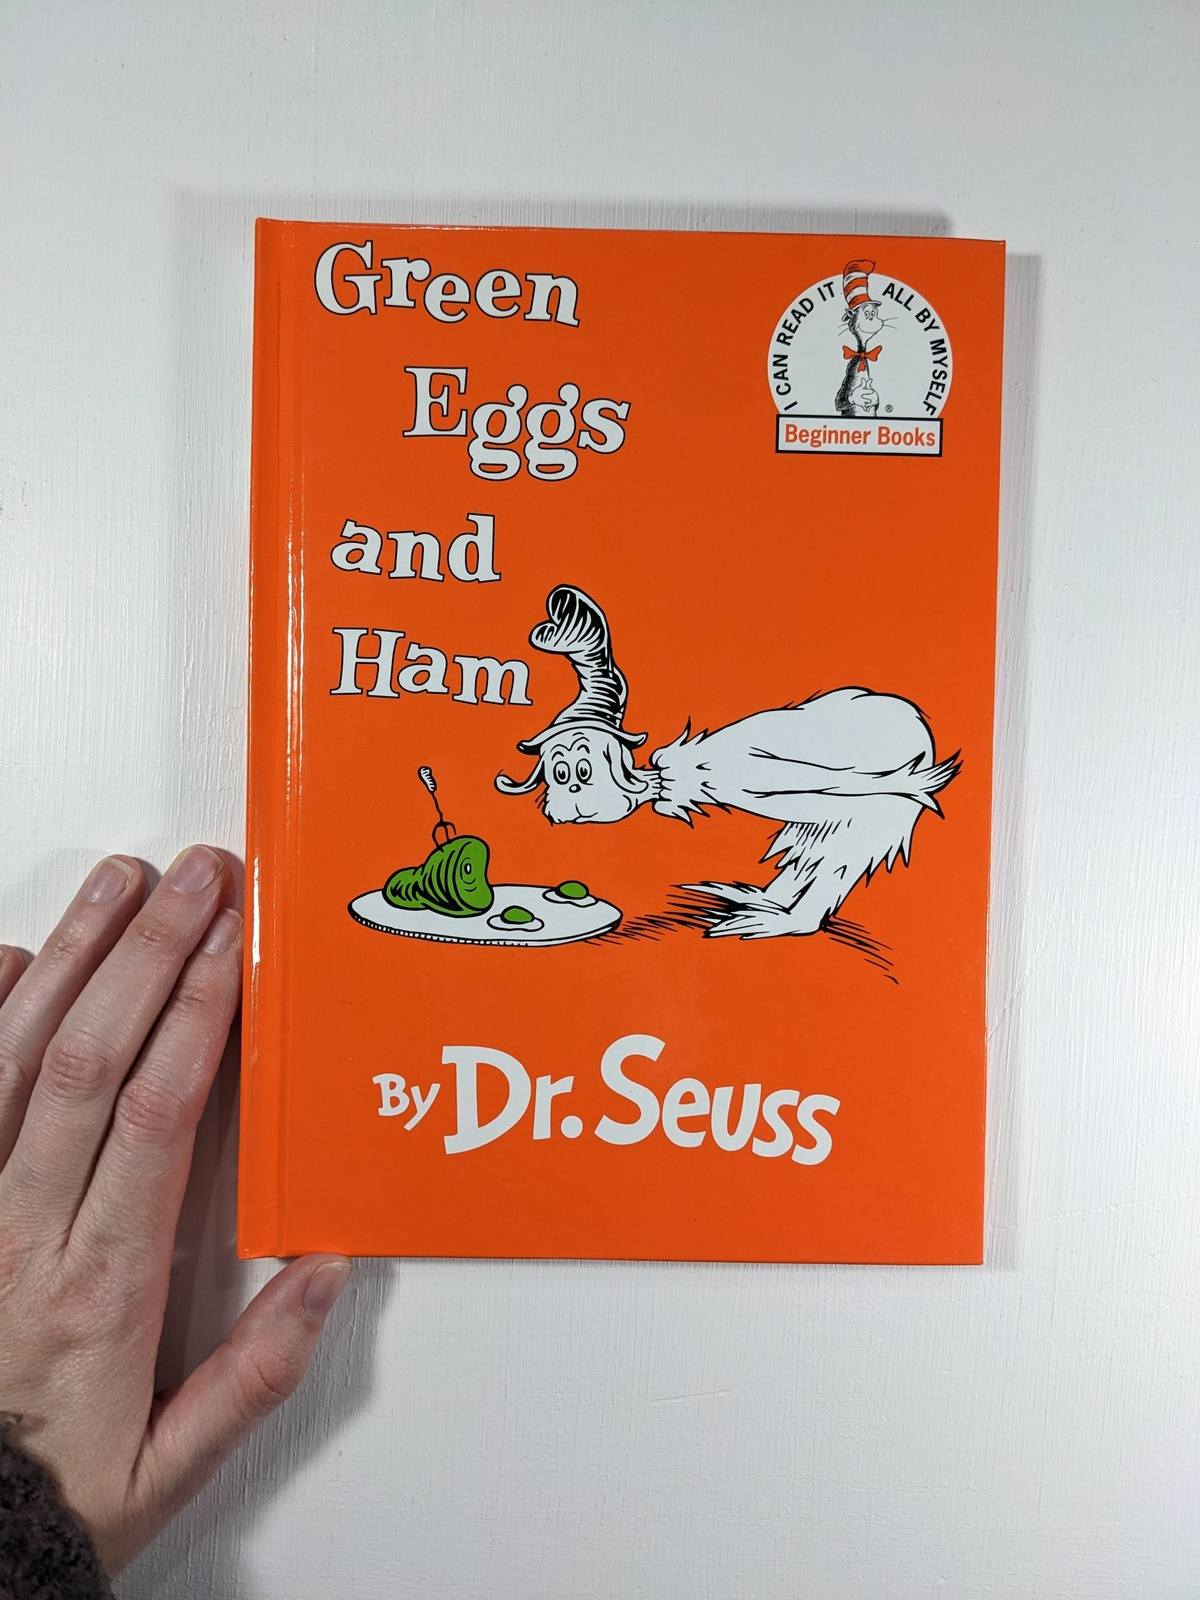 Green
Eggs
and
Ham
I CAN READ IT ALL BY MYSELF
®
Beginner Books
By Dr. Seuss